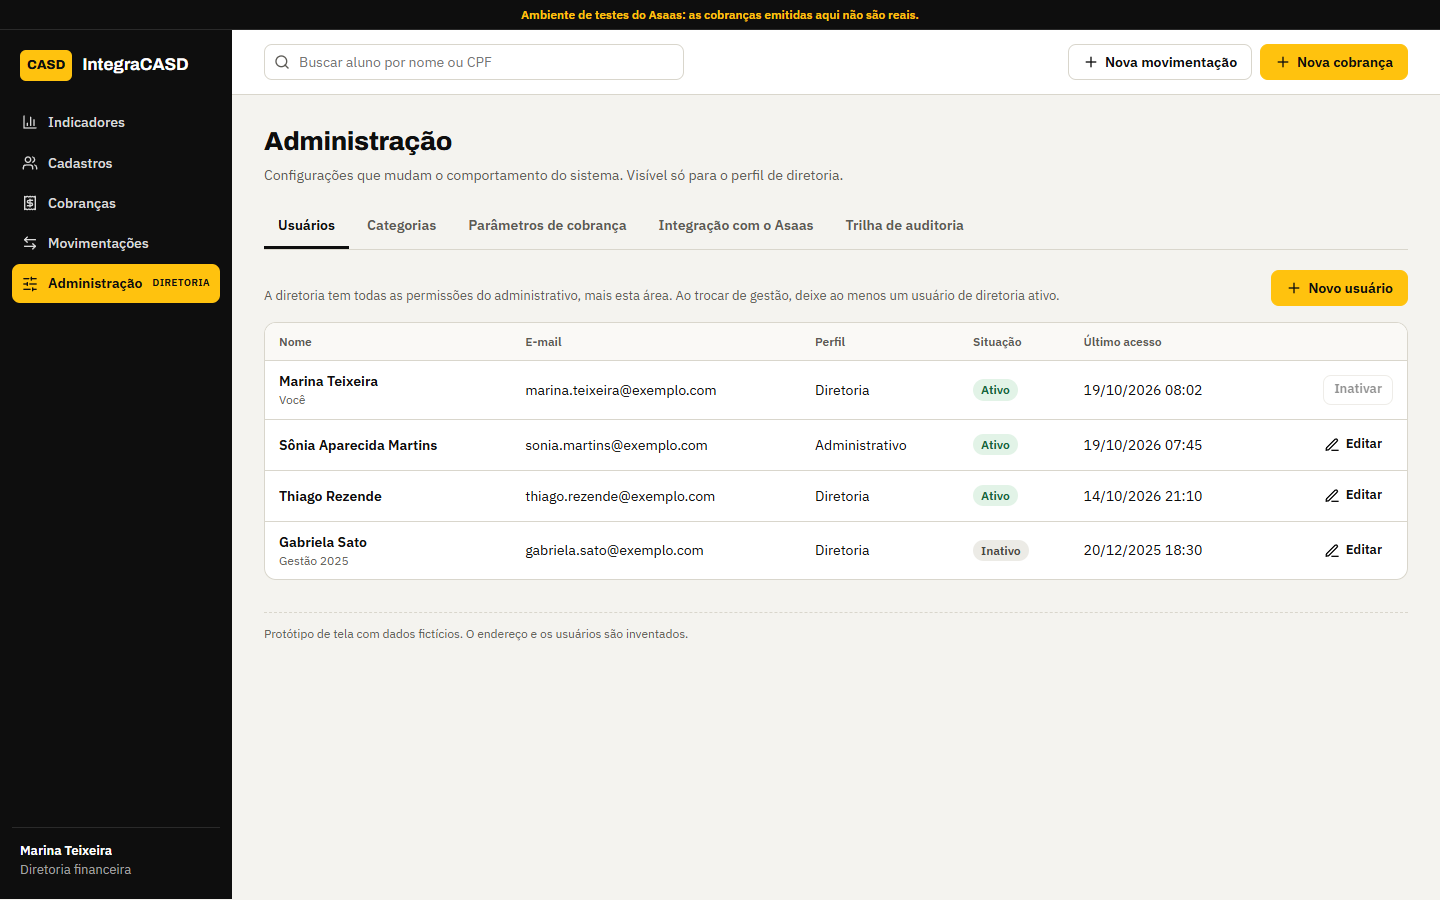 Ambiente de testes do Asaas: as cobranças emitidas aqui não são reais.
CASD IntegraCASD
Indicadores
Cadastros
Cobranças
Movimentações
Administração DIRETORIA
Marina Teixeira
Diretoria financeira
Buscar aluno por nome ou CPF
Nova movimentação
Nova cobrança
Administração
Configurações que mudam o comportamento do sistema. Visível só para o perfil de diretoria.
Usuários Categorias Parâmetros de cobrança Integração com o Asaas Trilha de auditoria
A diretoria tem todas as permissões do administrativo, mais esta área. Ao trocar de gestão, deixe ao menos um usuário de diretoria ativo.
Novo usuário
Nome E-mail Perfil Situação Último acesso
Marina Teixeira marina.teixeira@exemplo.com Diretoria Ativo 19/10/2026 08:02 Inativar
Você
Sônia Aparecida Martins sonia.martins@exemplo.com Administrativo Ativo 19/10/2026 07:45 Editar
Thiago Rezende thiago.rezende@exemplo.com Diretoria Ativo 14/10/2026 21:10 Editar
Gabriela Sato gabriela.sato@exemplo.com Diretoria Inativo 20/12/2025 18:30 Editar
Gestão 2025
Protótipo de tela com dados fictícios. O endereço e os usuários são inventados.